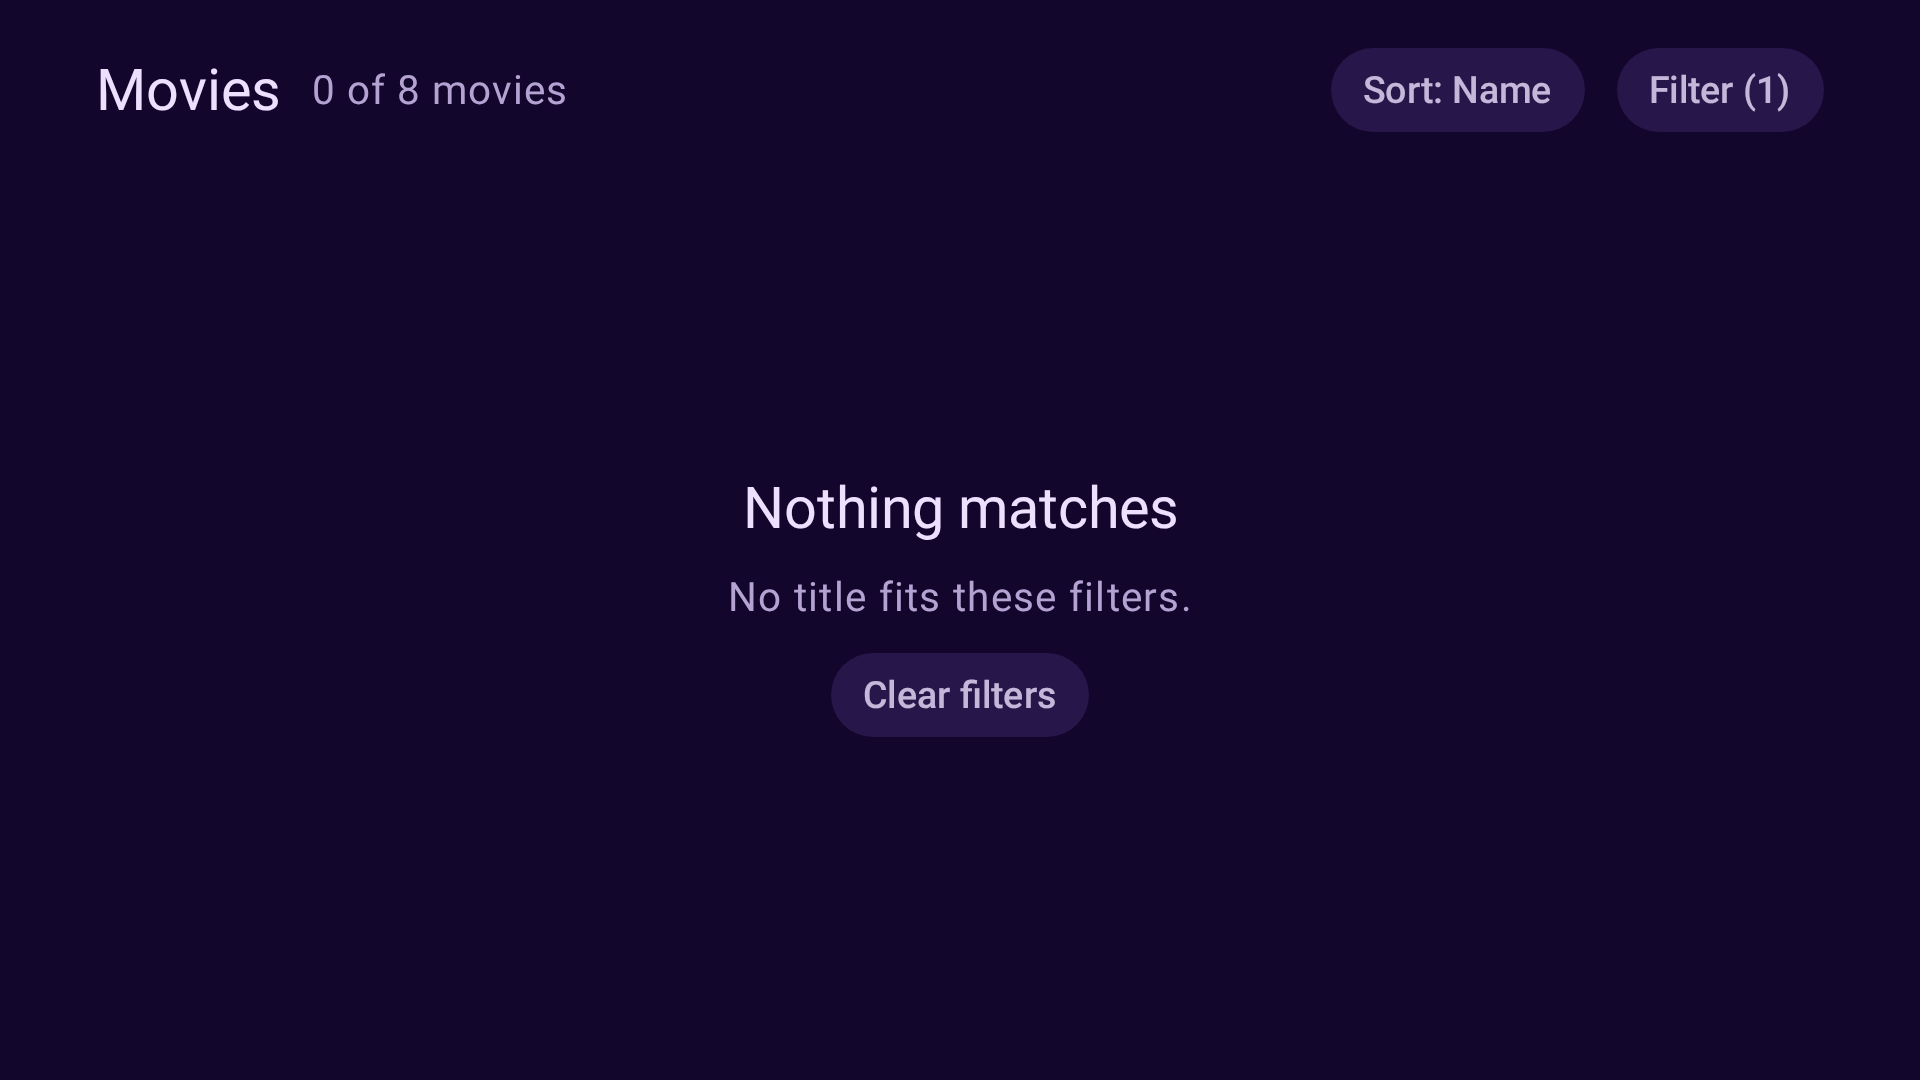 Movies 0 of 8 movies Sort: Name Filter (1)
Nothing matches
No title fits these filters.
Clear filters